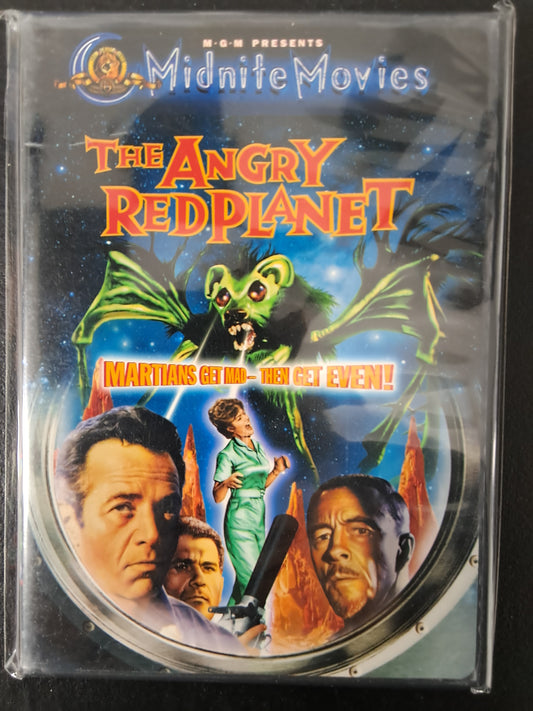 M-G-M PRESENTS
Midnite Movies
THE ANGRY
RED PLANET
MARTIANS GET MAD-- THEN GET EVEN!